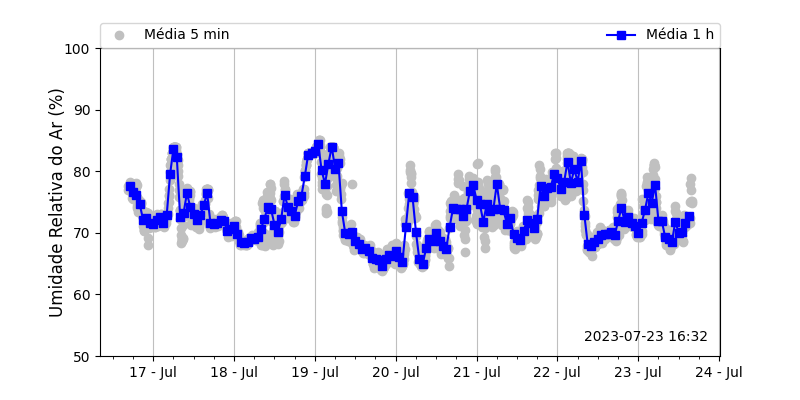 Média 5 min
Média 1 h
100
90
80
70
60
50
Umidade Relativa do Ar (%)
2023-07-23 16:32
17 - Jul
18 - Jul
19 - Jul
20 - Jul
21 - Jul
22 - Jul
23 - Jul
24 - Jul